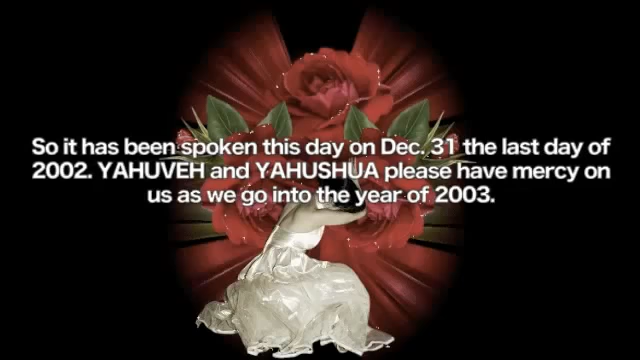 So it has been spoken this day on Dec. 31 the last day of
2002. YAHUVEH and YAHUSHUA please have mercy on
us as we go into the year of 2003.